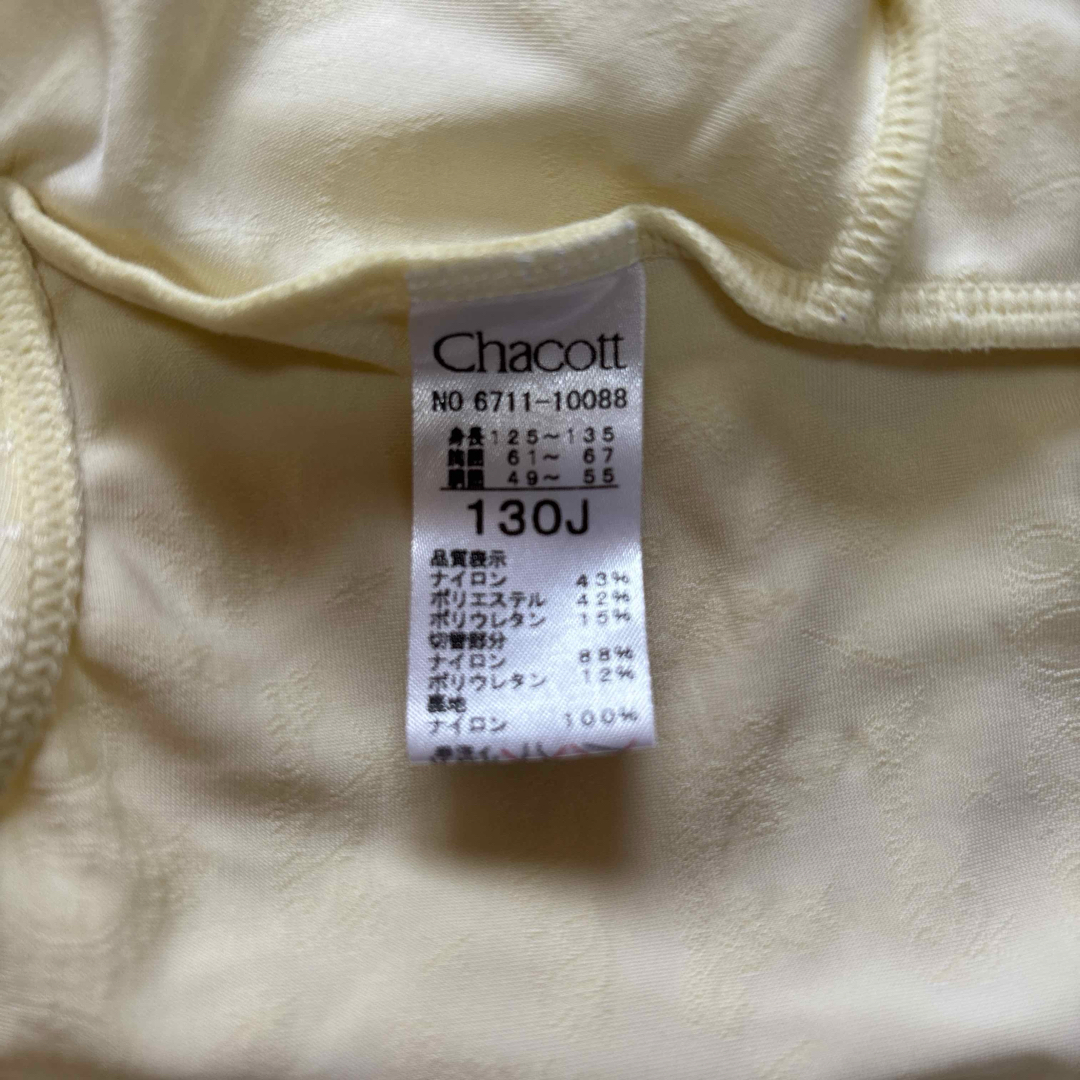 Chacott
NO 6711-10088
身長125~135
胸囲 61~ 67
胴囲 49~ 55
130J
品質表示
ナイロン 43%
ポリエステル 42%
ポリウレタン 15%
切替部分
ナイロン 88%
ポリウレタン 12%
裏地
ナイロン 100%